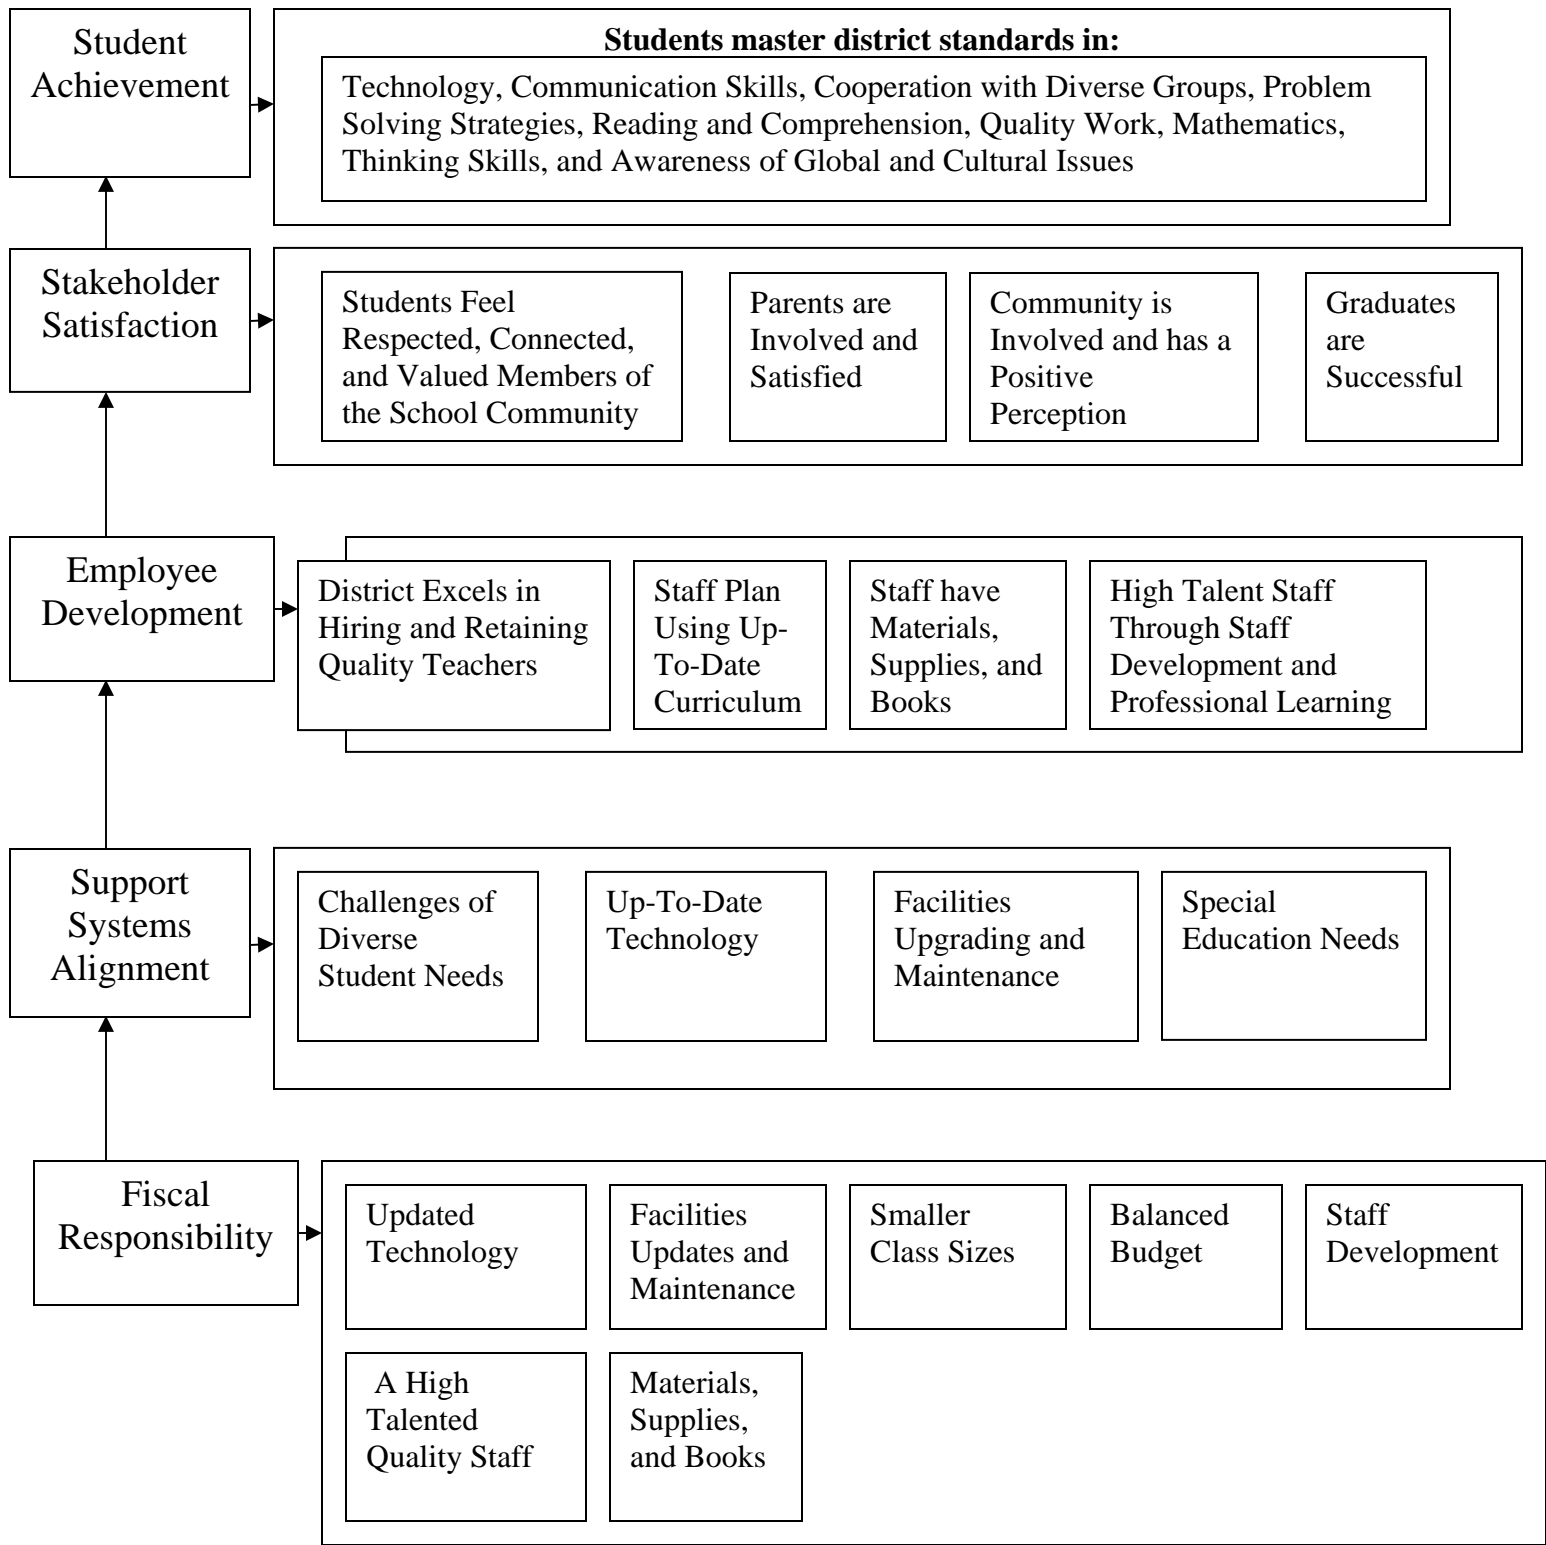 Student
Achievement
Students master district standards in:
Technology, Communication Skills, Cooperation with Diverse Groups, Problem
Solving Strategies, Reading and Comprehension, Quality Work, Mathematics,
Thinking Skills, and Awareness of Global and Cultural Issues
Stakeholder
Satisfaction
Students Feel
Respected, Connected,
and Valued Members of
the School Community
Parents are
Involved and
Satisfied
Community is
Involved and has a
Positive
Perception
Graduates
are
Successful
Employee
Development
District Excels in
Hiring and Retaining
Quality Teachers
Staff Plan
Using Up-
To-Date
Curriculum
Staff have
Materials,
Supplies, and
Books
High Talent Staff
Through Staff
Development and
Professional Learning
Support
Systems
Alignment
Challenges of
Diverse
Student Needs
Up-To-Date
Technology
Facilities
Upgrading and
Maintenance
Special
Education Needs
Fiscal
Responsibility
Updated
Technology
Facilities
Updates and
Maintenance
Smaller
Class Sizes
Balanced
Budget
Staff
Development
A High
Talented
Quality Staff
Materials,
Supplies,
and Books